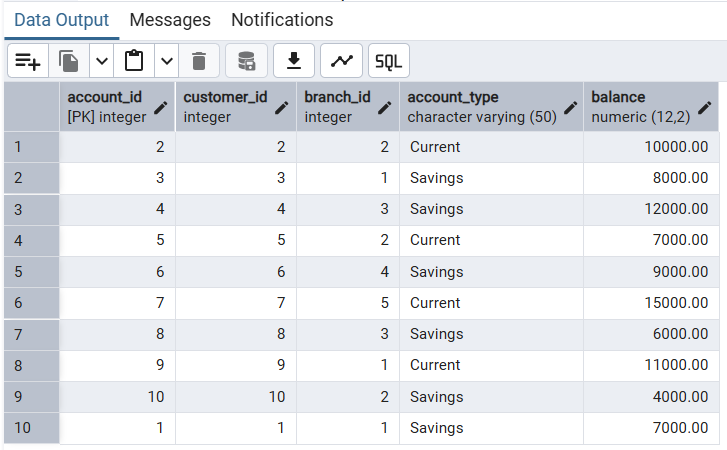 Data Output Messages Notifications
SQL
account_id customer_id branch_id account_type balance
[PK] integer integer integer character varying (50) numeric (12,2)
1 2 2 2 Current 10000.00
2 3 3 1 Savings 8000.00
3 4 4 3 Savings 12000.00
4 5 5 2 Current 7000.00
5 6 6 4 Savings 9000.00
6 7 7 5 Current 15000.00
7 8 8 3 Savings 6000.00
8 9 9 1 Current 11000.00
9 10 10 2 Savings 4000.00
10 1 1 1 Savings 7000.00